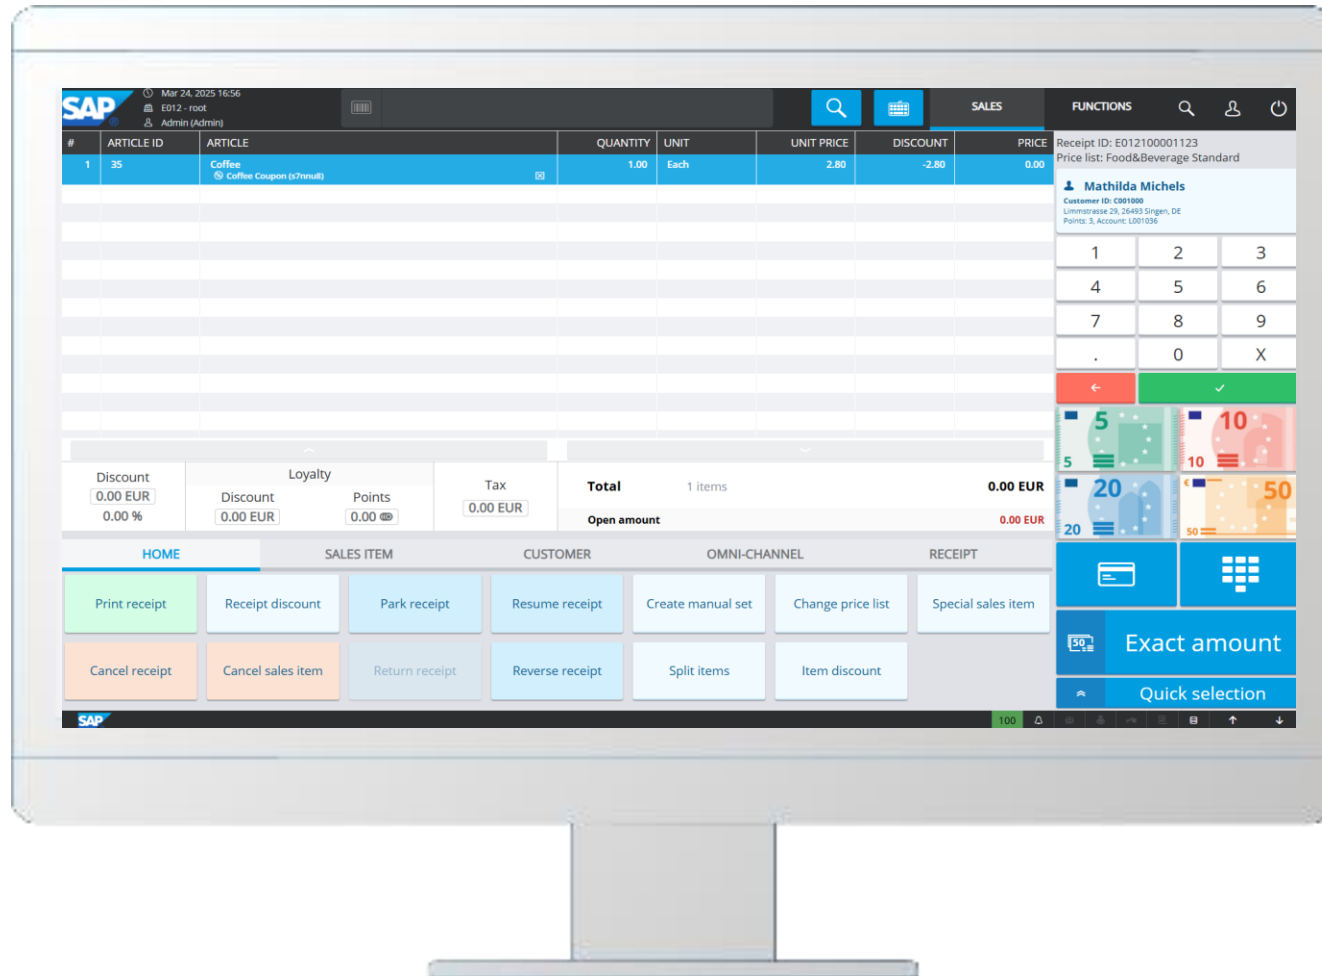 SAP
Mar 24, 2025 16:56
E012 - root
Admin (Admin)
SALES
FUNCTIONS
# ARTICLE ID ARTICLE QUANTITY UNIT UNIT PRICE DISCOUNT PRICE
1 35 Coffee 1.00 Each 2.80 -2.80 0.00
Coffee Coupon (s7nnu8)
Receipt ID: E012100001123
Price list: Food&Beverage Standard
Mathilda Michels
Customer ID: C001000
Limmstrasse 29, 26493 Singen, DE
Points: 3, Account: L001036
1 2 3
4 5 6
7 8 9
. 0 X
5 10
5 10
20 50
20 50
Discount Loyalty Tax
0.00 EUR Discount Points 0.00 EUR
0.00 % 0.00 EUR 0.00
Total 1 items 0.00 EUR
Open amount 0.00 EUR
HOME SALES ITEM CUSTOMER OMNI-CHANNEL RECEIPT
Print receipt Receipt discount Park receipt Resume receipt Create manual set Change price list Special sales item
Cancel receipt Cancel sales item Return receipt Reverse receipt Split items Item discount
50 Exact amount
Quick selection
SAP 100